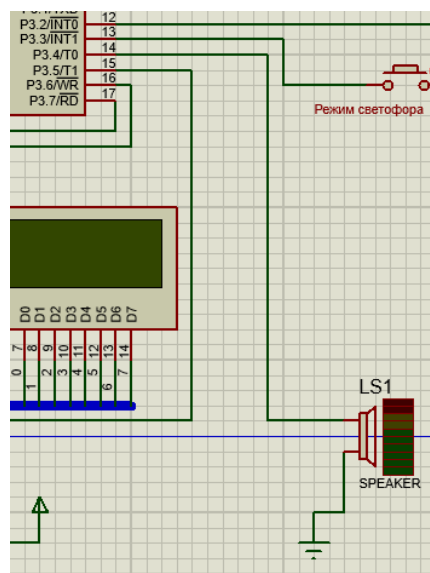 12
P3.2/INT0
13
P3.3/INT1
14
P3.4/T0
15
P3.5/T1
16
P3.6/WR
17
P3.7/RD
Режим светофора
D0 D1 D2 D3 D4 D5 D6 D7
7 8 9 10 11 12 13 14
0 1 2 3 4 5 6 7
LS1
SPEAKER